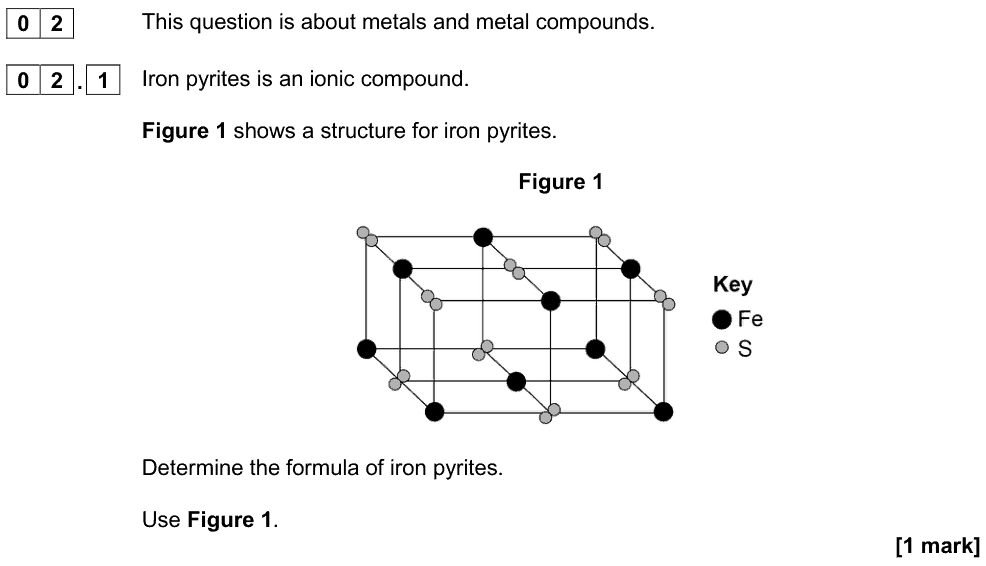 0 2 This question is about metals and metal compounds.
0 2 . 1 Iron pyrites is an ionic compound.
Figure 1 shows a structure for iron pyrites.
Figure 1
Key
Fe
S
Determine the formula of iron pyrites.
Use Figure 1.
[1 mark]